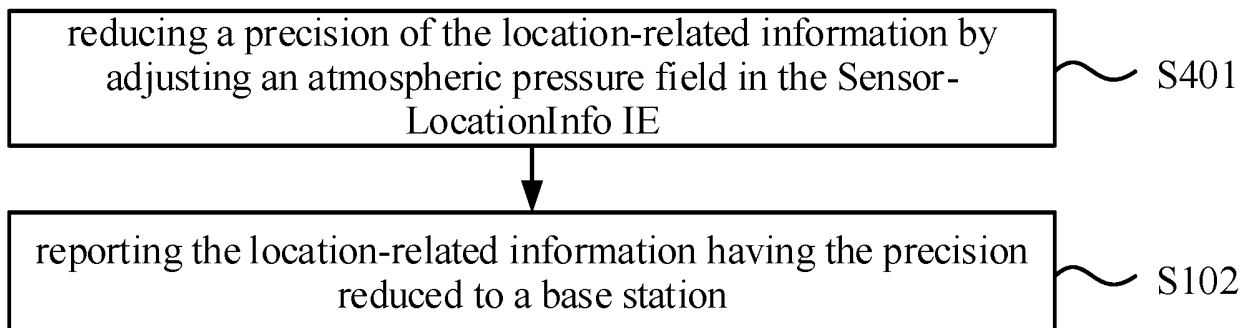 reducing a precision of the location-related information by
adjusting an atmospheric pressure field in the Sensor-
LocationInfo IE
S401
reporting the location-related information having the precision
reduced to a base station
S102